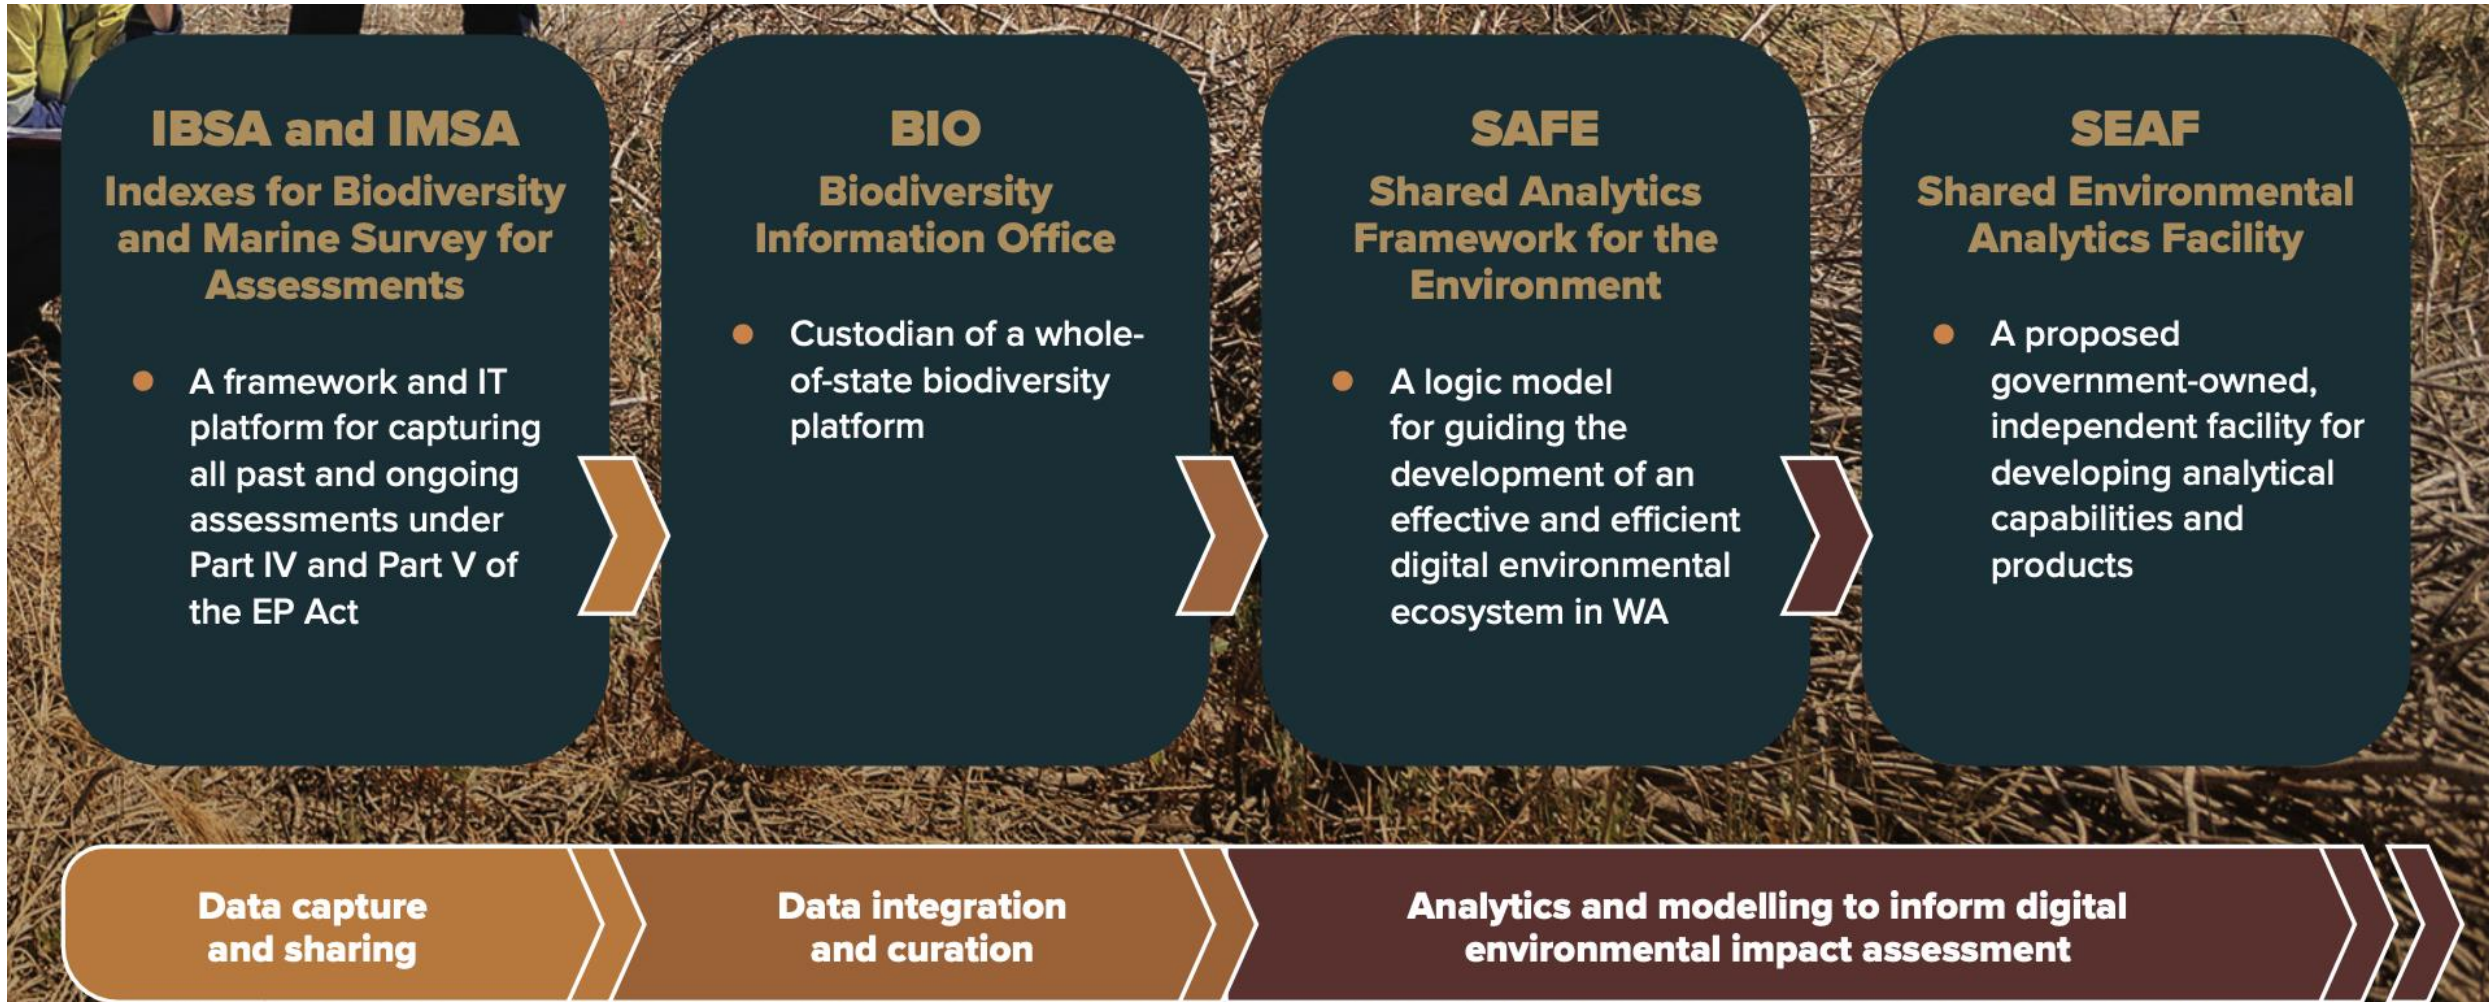 IBSA and IMSA
Indexes for Biodiversity
and Marine Survey for
Assessments
A framework and IT
platform for capturing
all past and ongoing
assessments under
Part IV and Part V of
the EP Act
BIO
Biodiversity
Information Office
Custodian of a whole-
of-state biodiversity
platform
SAFE
Shared Analytics
Framework for the
Environment
A logic model
for guiding the
development of an
effective and efficient
digital environmental
ecosystem in WA
SEAF
Shared Environmental
Analytics Facility
A proposed
government-owned,
independent facility for
developing analytical
capabilities and
products
Data capture
and sharing
Data integration
and curation
Analytics and modelling to inform digital
environmental impact assessment